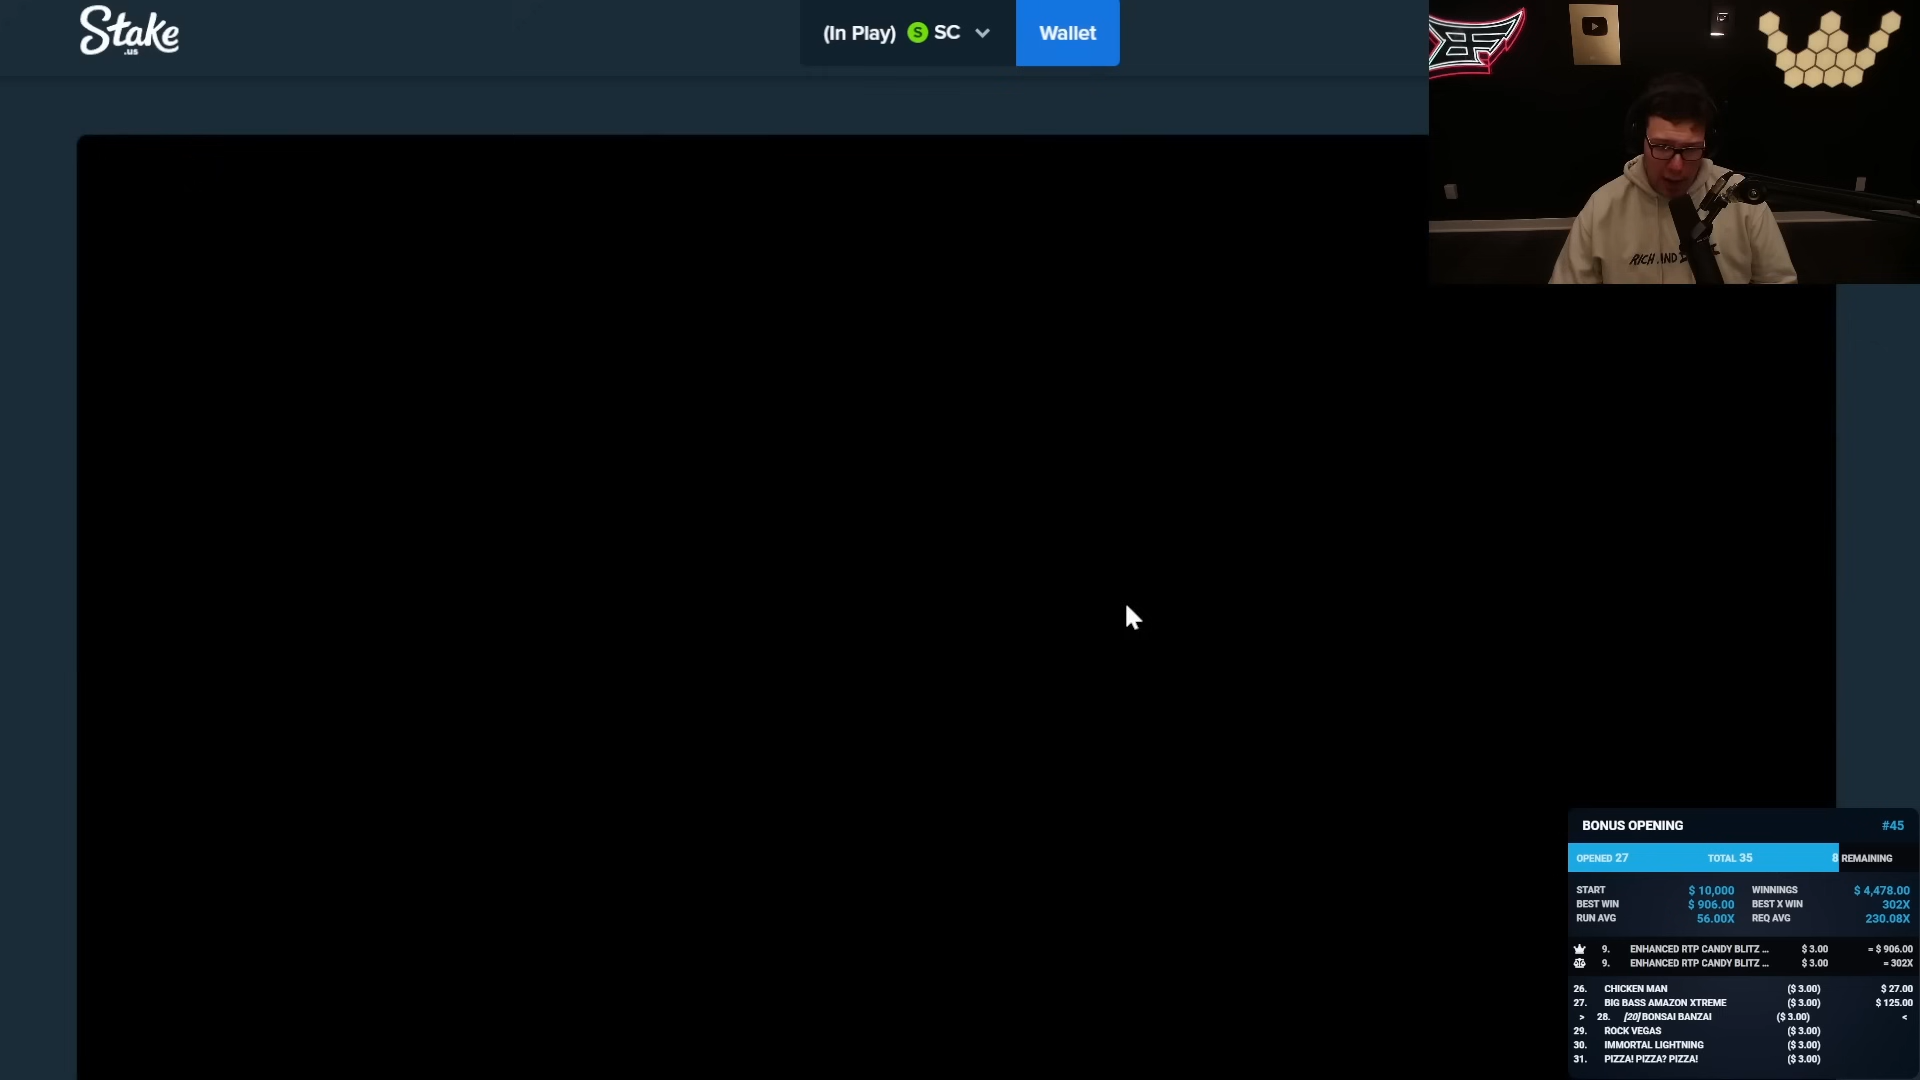 Stake
.us
(In Play) S SC
Wallet
RICH AND
BONUS OPENING #45
OPENED 27 TOTAL 35 8 REMAINING
START $ 10,000 WINNINGS $ 4,478.00
BEST WIN $ 906.00 BEST X WIN 302X
RUN AVG 56.00X REQ AVG 230.08X
9. ENHANCED RTP CANDY BLITZ ... $ 3.00 = $ 906.00
9. ENHANCED RTP CANDY BLITZ ... $ 3.00 = 302X
26. CHICKEN MAN ($ 3.00) $ 27.00
27. BIG BASS AMAZON XTREME ($ 3.00) $ 125.00
> 28. [20] BONSAI BANZAI ($ 3.00) <
29. ROCK VEGAS ($ 3.00)
30. IMMORTAL LIGHTNING ($ 3.00)
31. PIZZA! PIZZA? PIZZA! ($ 3.00)